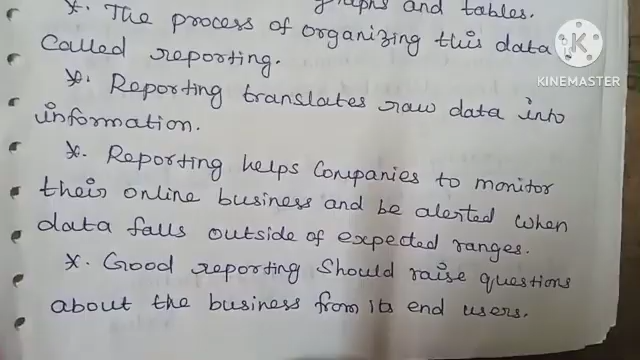 graphs and tables.
*. The process of organizing this data
Called reporting.
*. Reporting translates raw data into
information.
*. Reporting helps Companies to monitor
their online business and be alerted when
data falls outside of expected ranges.
*. Good reporting Should raise questions
about the business from its end users.
KINEMASTER